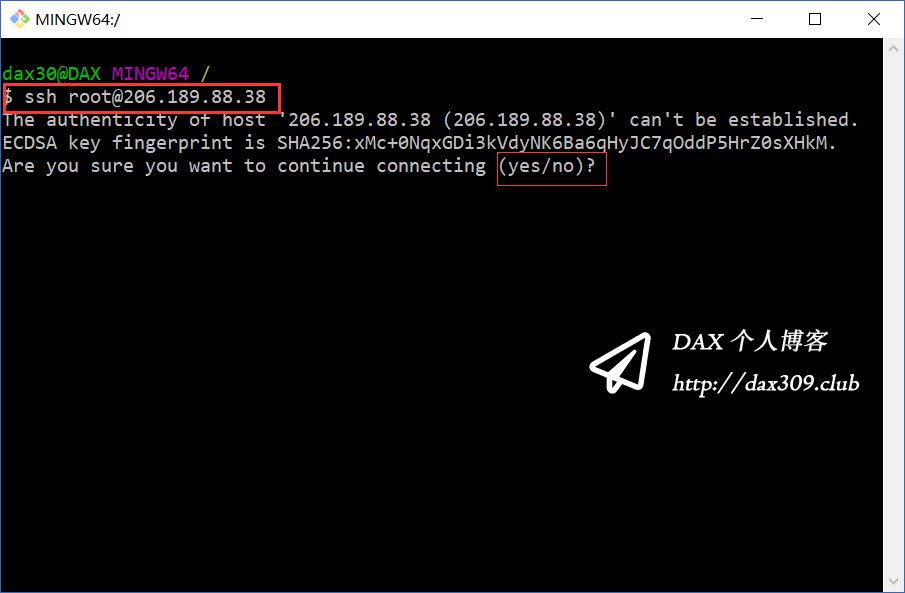 MINGW64:/
dax30@DAX MINGW64 /
$ ssh root@206.189.88.38
The authenticity of host '206.189.88.38 (206.189.88.38)' can't be established.
ECDSA key fingerprint is SHA256:xMc+0NqxGDi3kVdyNK6Ba6qHyJC7qOddP5HrZ0sXHkM.
Are you sure you want to continue connecting (yes/no)?
DAX 个人博客
http://dax309.club